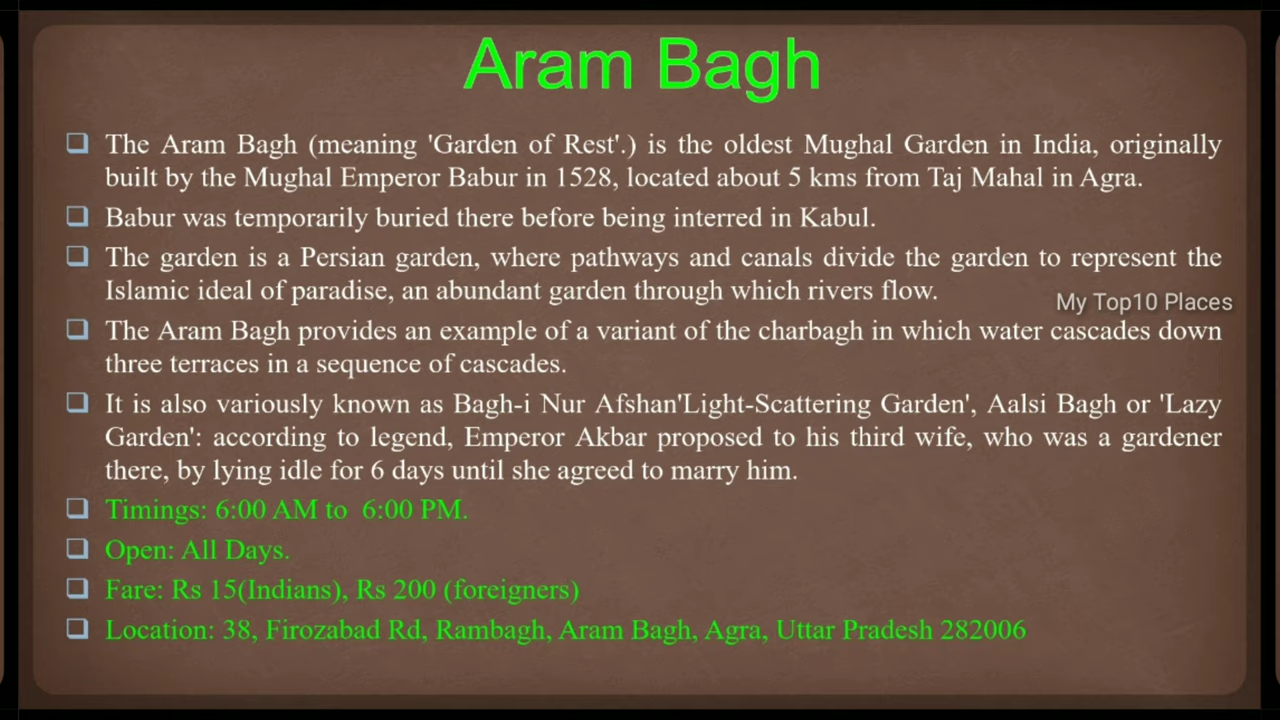 Aram Bagh
❑ The Aram Bagh (meaning 'Garden of Rest'.) is the oldest Mughal Garden in India, originally
built by the Mughal Emperor Babur in 1528, located about 5 kms from Taj Mahal in Agra.
❑ Babur was temporarily buried there before being interred in Kabul.
❑ The garden is a Persian garden, where pathways and canals divide the garden to represent the
Islamic ideal of paradise, an abundant garden through which rivers flow.
My Top10 Places
❑ The Aram Bagh provides an example of a variant of the charbagh in which water cascades down
three terraces in a sequence of cascades.
❑ It is also variously known as Bagh-i Nur Afshan'Light-Scattering Garden', Aalsi Bagh or 'Lazy
Garden': according to legend, Emperor Akbar proposed to his third wife, who was a gardener
there, by lying idle for 6 days until she agreed to marry him.
❑ Timings: 6:00 AM to  6:00 PM.
❑ Open: All Days.
❑ Fare: Rs 15(Indians), Rs 200 (foreigners)
❑ Location: 38, Firozabad Rd, Rambagh, Aram Bagh, Agra, Uttar Pradesh 282006